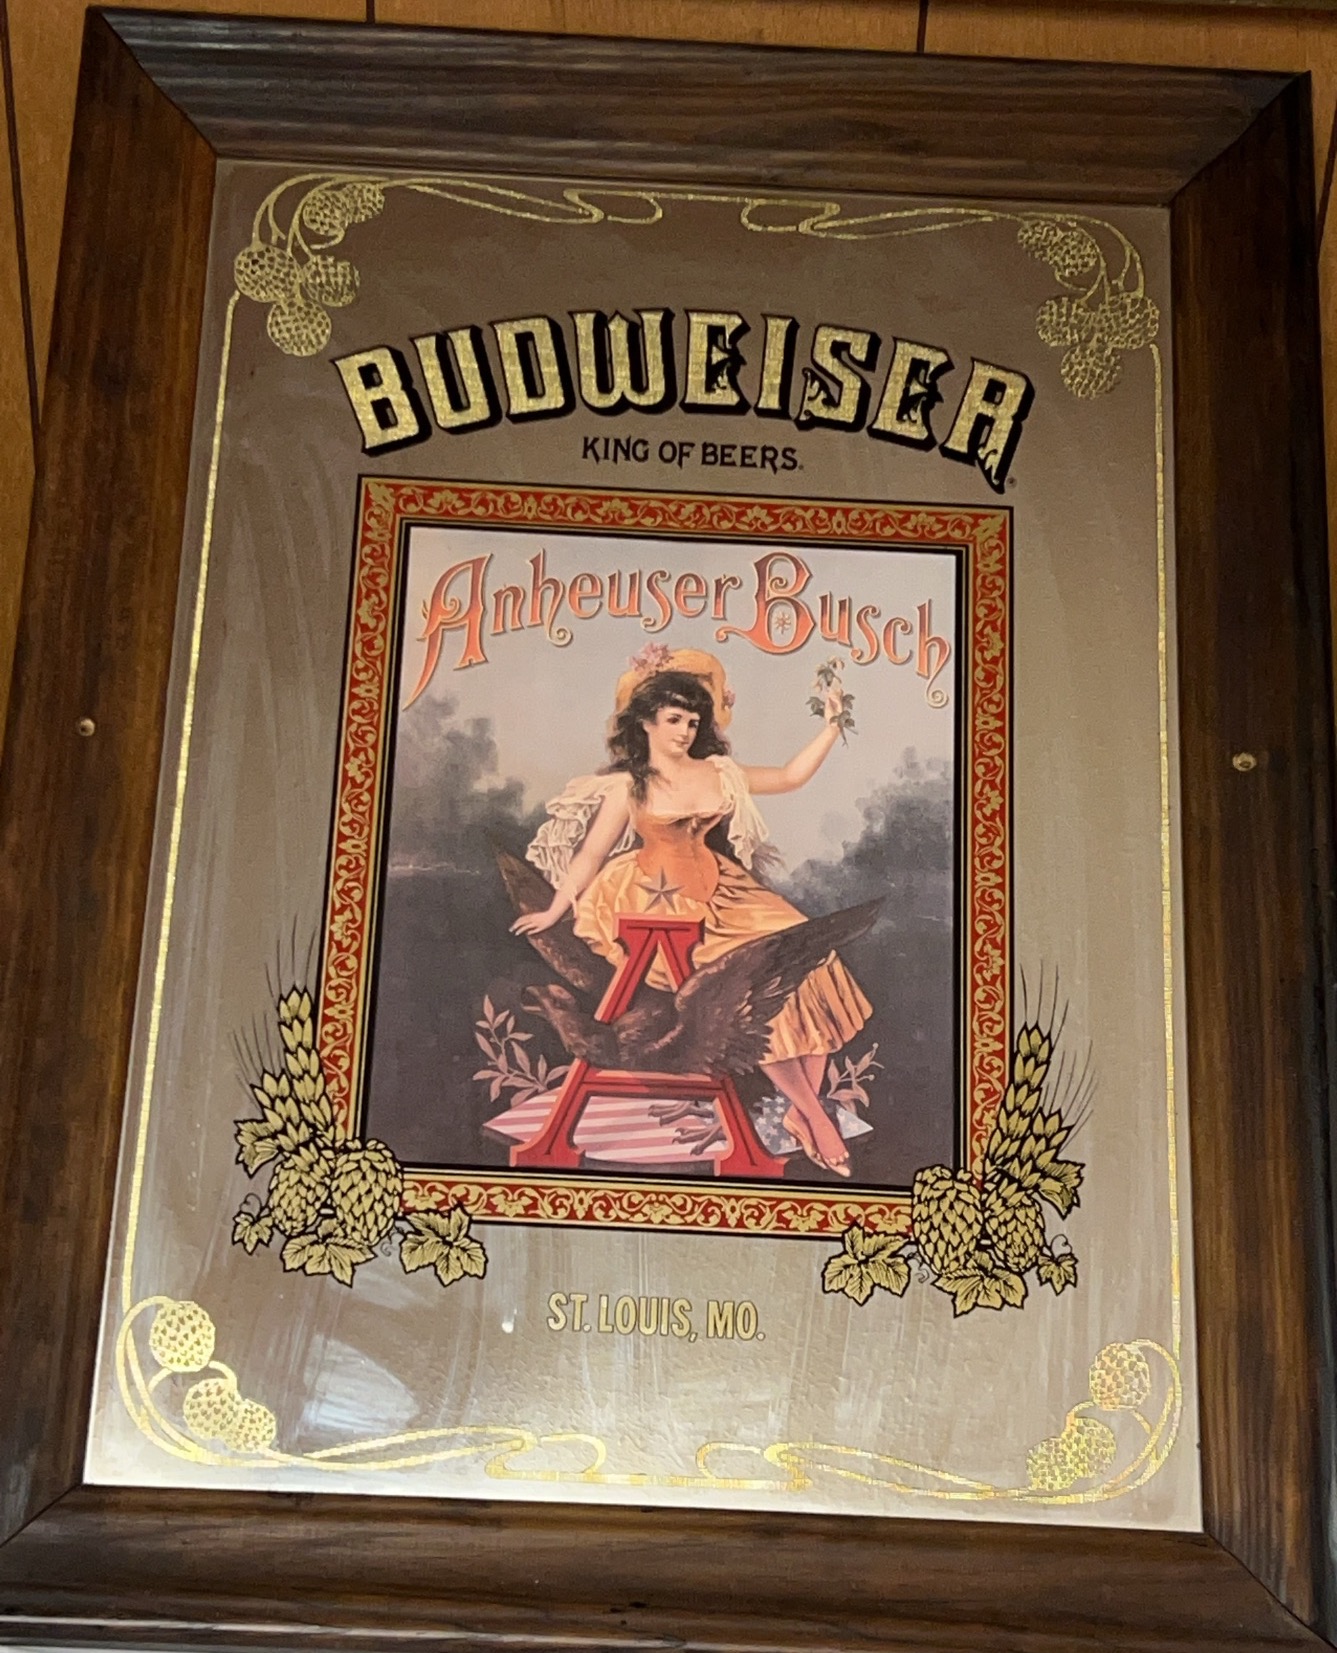 BUDWEISER®
KING OF BEERS®
Anheuser Busch
A
ST. LOUIS, MO.